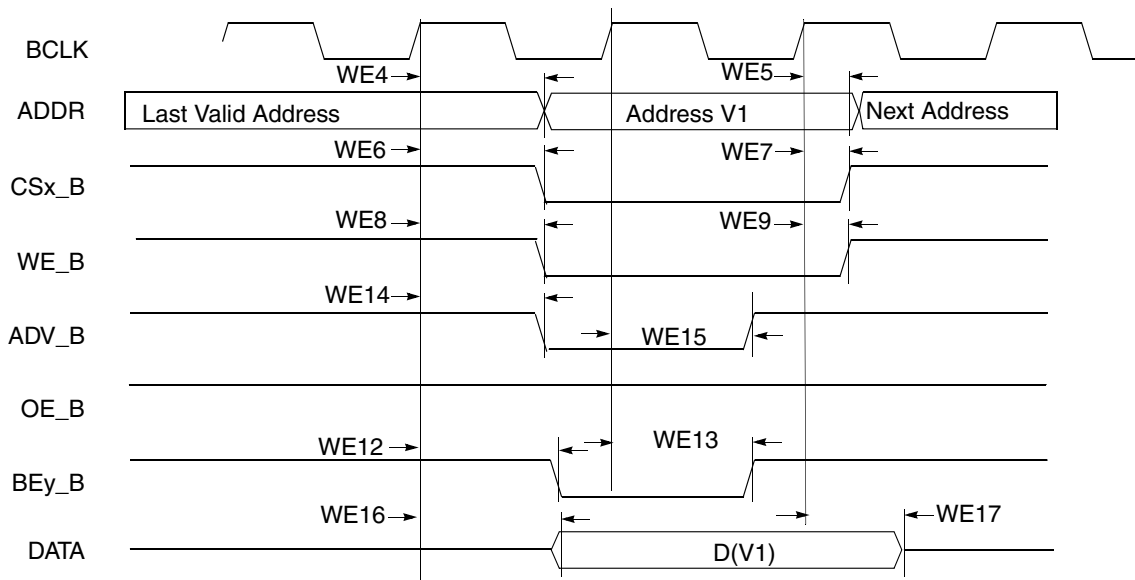 BCLK
WE4
WE5
ADDR
Last Valid Address
Address V1
Next Address
WE6
WE7
CSx_B
WE8
WE9
WE_B
WE14
ADV_B
WE15
OE_B
WE12
WE13
BEy_B
WE16
WE17
DATA
D(V1)